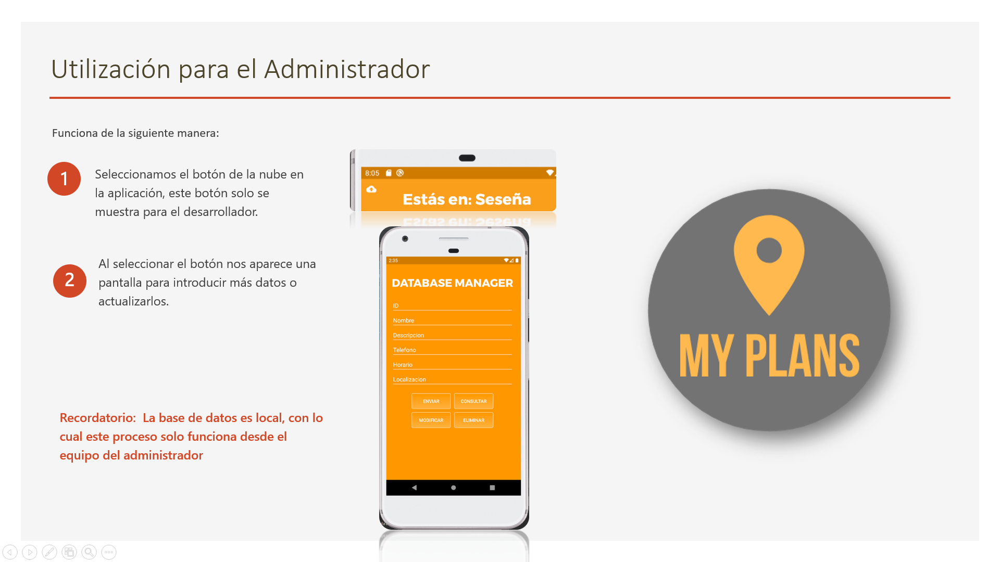 Utilización para el Administrador
Funciona de la siguiente manera:
1
Seleccionamos el botón de la nube en
la aplicación, este botón solo se
muestra para el desarrollador.
2
Al seleccionar el botón nos aparece una
pantalla para introducir más datos o
actualizarlos.
Recordatorio:  La base de datos es local, con lo
cual este proceso solo funciona desde el
equipo del administrador
8:05
Estás en: Seseña
2:35
DATABASE MANAGER
ID
Nombre
Descripcion
Telefono
Horario
Localizacion
ENVIAR CONSULTAR
MODIFICAR ELIMINAR
MY PLANS